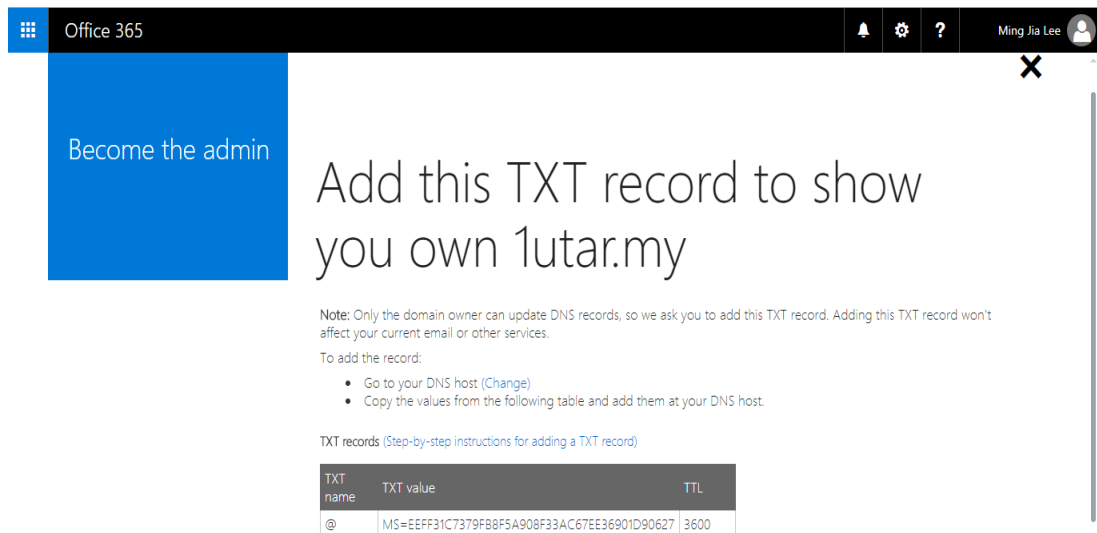 Office 365
?
Ming Jia Lee
Become the admin
Add this TXT record to show
you own 1utar.my
Note: Only the domain owner can update DNS records, so we ask you to add this TXT record. Adding this TXT record won't
affect your current email or other services.
To add the record:
• Go to your DNS host (Change)
• Copy the values from the following table and add them at your DNS host.
TXT records (Step-by-step instructions for adding a TXT record)
TXT name TXT value TTL
@ MS=EEFF31C7379FB8F5A908F33AC67EE36901D90627 3600